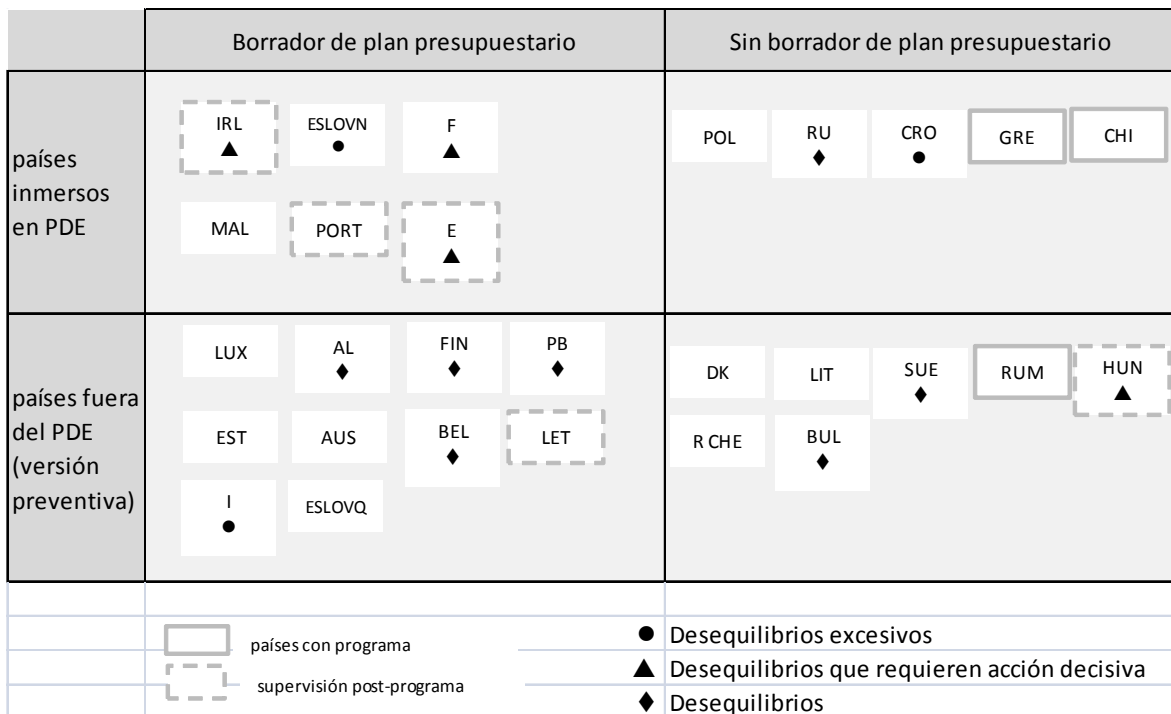 Borrador de plan presupuestario
Sin borrador de plan presupuestario
países
inmersos
en PDE
IRL
▲
ESLOVN
●
F
▲
MAL
PORT
E
▲
POL
RU
♦
CRO
●
GRE
CHI
países fuera
del PDE
(versión
preventiva)
LUX
AL
♦
FIN
♦
PB
♦
EST
AUS
BEL
♦
LET
I
●
ESLOVQ
DK
LIT
SUE
♦
RUM
HUN
▲
R CHE
BUL
♦
países con programa
supervisión post-programa
● Desequilibrios excesivos
▲ Desequilibrios que requieren acción decisiva
♦ Desequilibrios